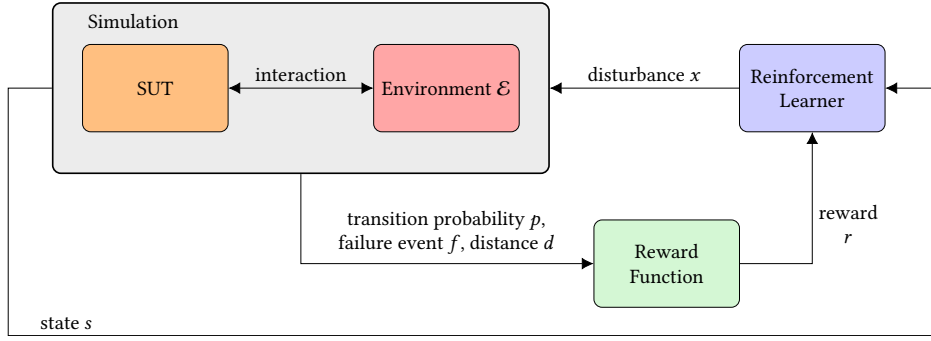 Simulation
SUT
interaction
Environment ℰ
disturbance x
Reinforcement
Learner
transition probability p,
failure event f, distance d
Reward
Function
reward
r
state s